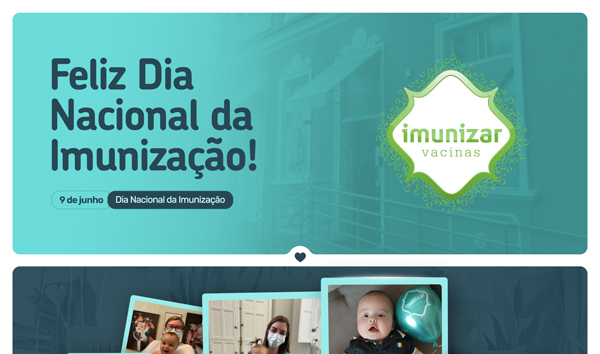 Feliz Dia
Nacional da
Imunização!
9 de junho
Dia Nacional da Imunização
imunizar
vacinas